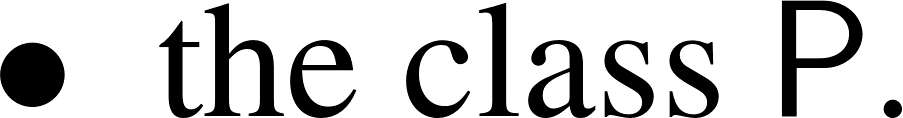 • the class P.